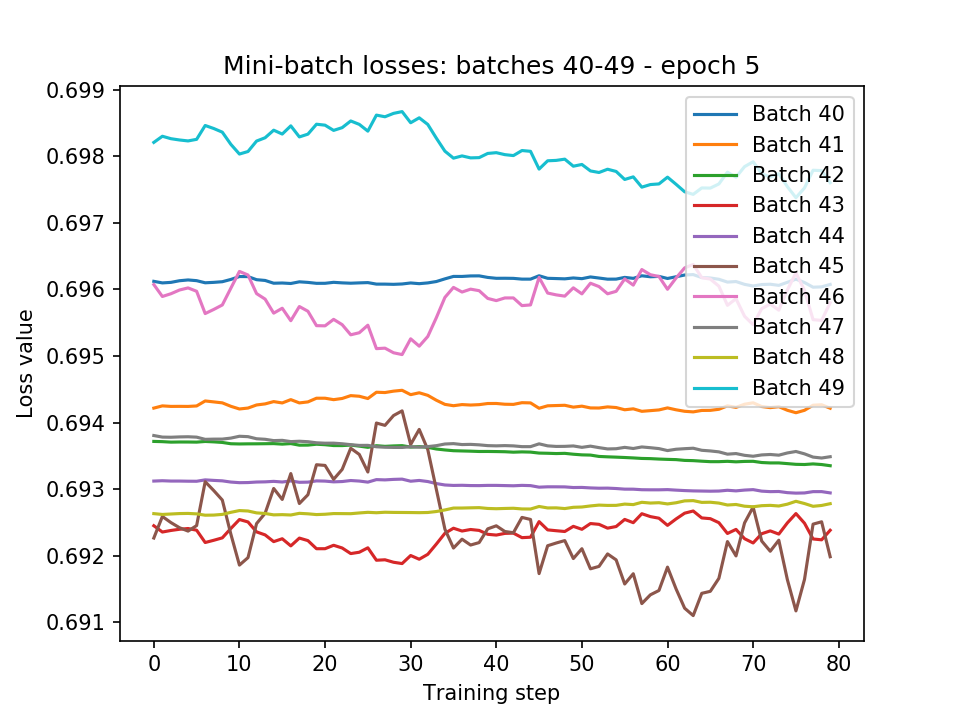 Mini-batch losses: batches 40-49 - epoch 5
0.699
0.698
0.697
0.696
0.695
0.694
0.693
0.692
0.691
Loss value
Batch 40
Batch 41
Batch 42
Batch 43
Batch 44
Batch 45
Batch 46
Batch 47
Batch 48
Batch 49
0 10 20 30 40 50 60 70 80
Training step